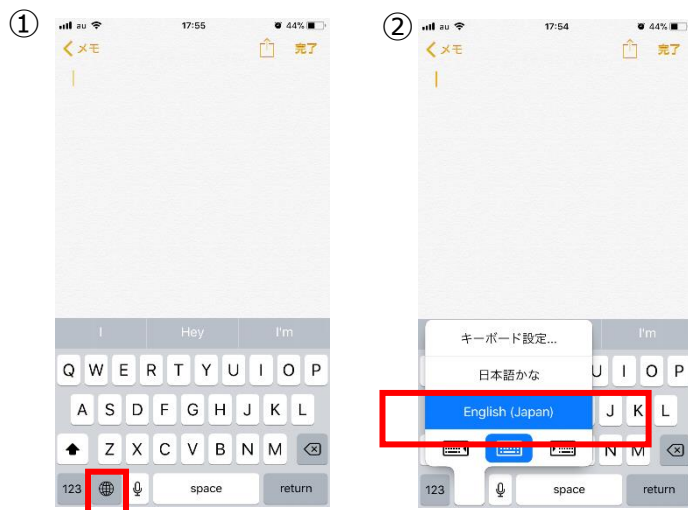 ①
au 17:55 44%
メモ 完了
I Hey I'm
Q W E R T Y U I O P
A S D F G H J K L
Z X C V B N M
123 space return
②
au 17:54 44%
メモ 完了
I'm
キーボード設定...
日本語かな
U I O P
English (Japan)
J K L
N M
123 space return